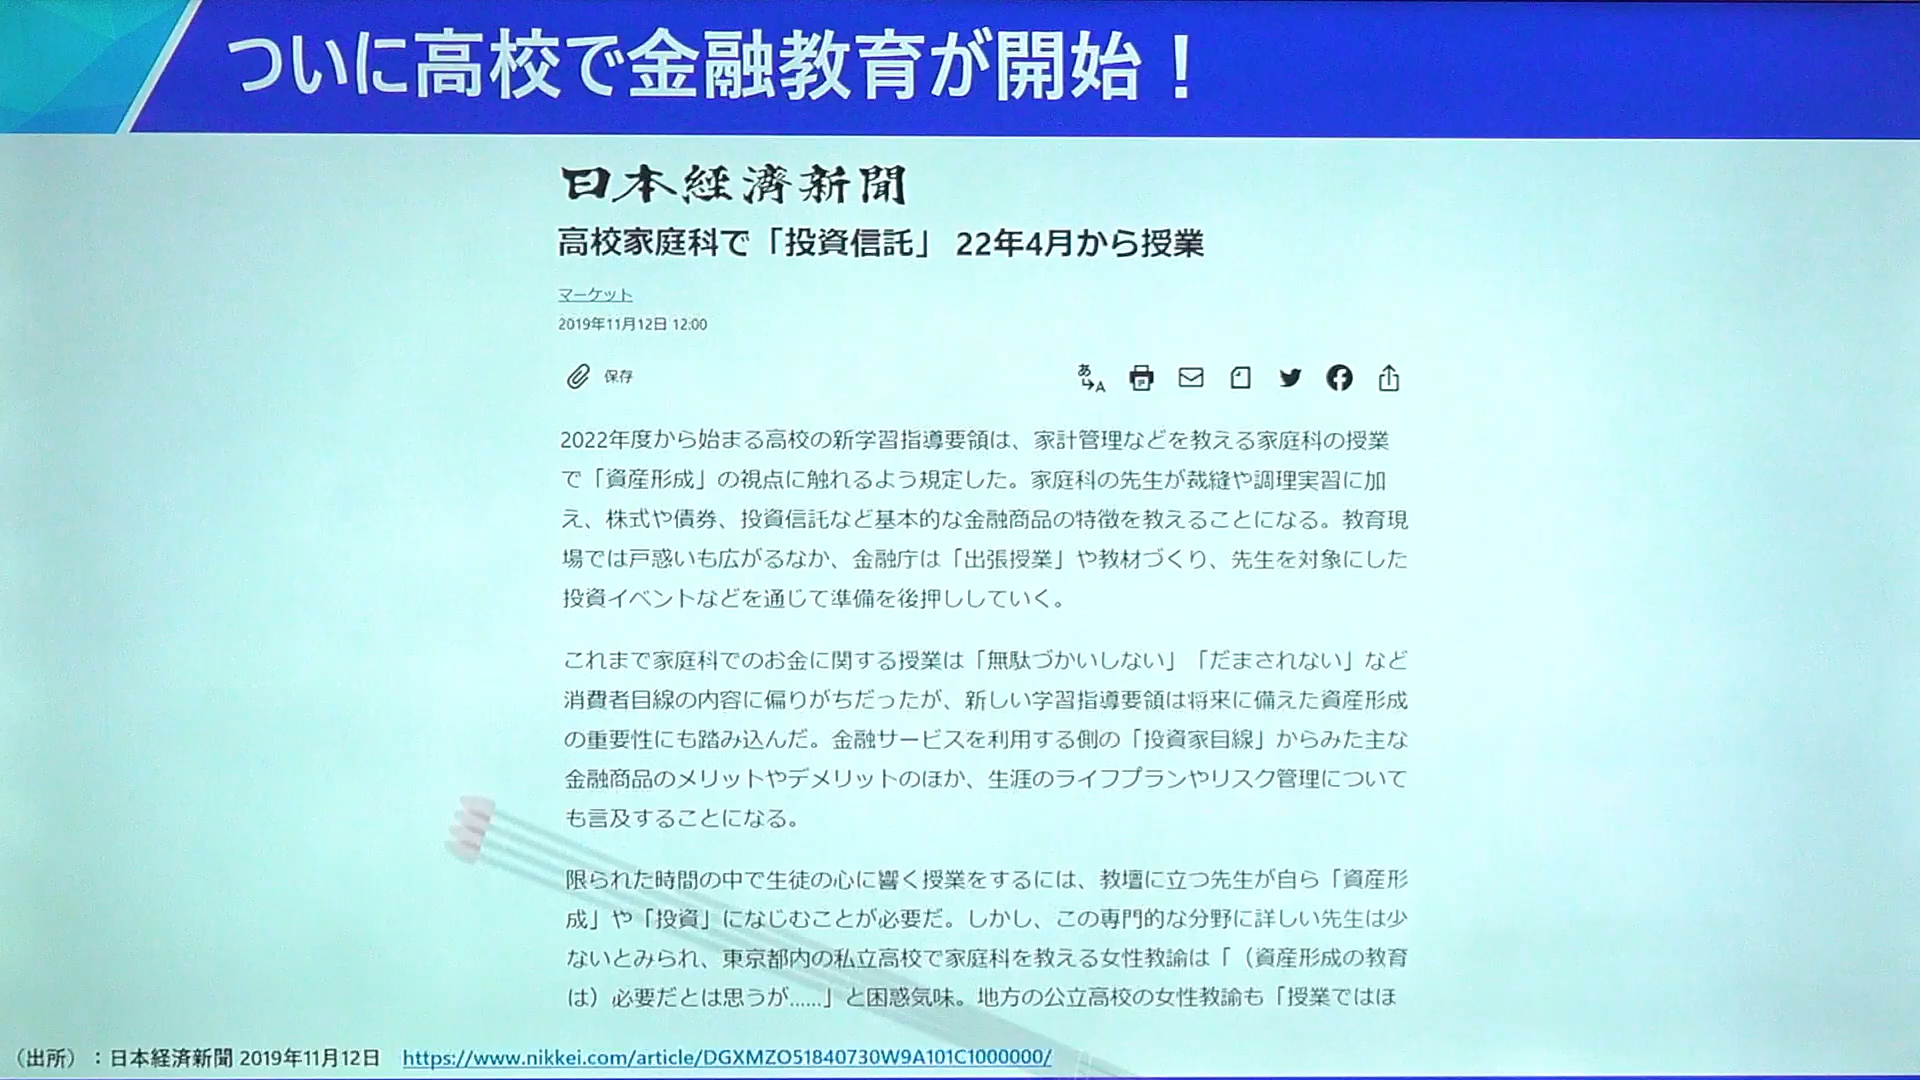 ついに高校で金融教育が開始！
日本経済新聞
高校家庭科で「投資信託」 22年4月から授業
マーケット
2019年11月12日 12:00
保存
あ
A
2022年度から始まる高校の新学習指導要領は、家計管理などを教える家庭科の授業
で「資産形成」の視点に触れるよう規定した。家庭科の先生が裁縫や調理実習に加
え、株式や債券、投資信託など基本的な金融商品の特徴を教えることになる。教育現
場では戸惑いも広がるなか、金融庁は「出張授業」や教材づくり、先生を対象にした
投資イベントなどを通じて準備を後押ししていく。
これまで家庭科でのお金に関する授業は「無駄づかいしない」「だまされない」など
消費者目線の内容に偏りがちだったが、新しい学習指導要領は将来に備えた資産形成
の重要性にも踏み込んだ。金融サービスを利用する側の「投資家目線」からみた主な
金融商品のメリットやデメリットのほか、生涯のライフプランやリスク管理について
も言及することになる。
限られた時間の中で生徒の心に響く授業をするには、教壇に立つ先生が自ら「資産形
成」や「投資」になじむことが必要だ。しかし、この専門的な分野に詳しい先生は少
ないとみられ、東京都内の私立高校で家庭科を教える女性教諭は「（資産形成の教育
は）必要だとは思うが……」と困惑気味。地方の公立高校の女性教諭も「授業ではほ
（出所）：日本経済新聞 2019年11月12日 https://www.nikkei.com/article/DGXMZO51840730W9A101C1000000/